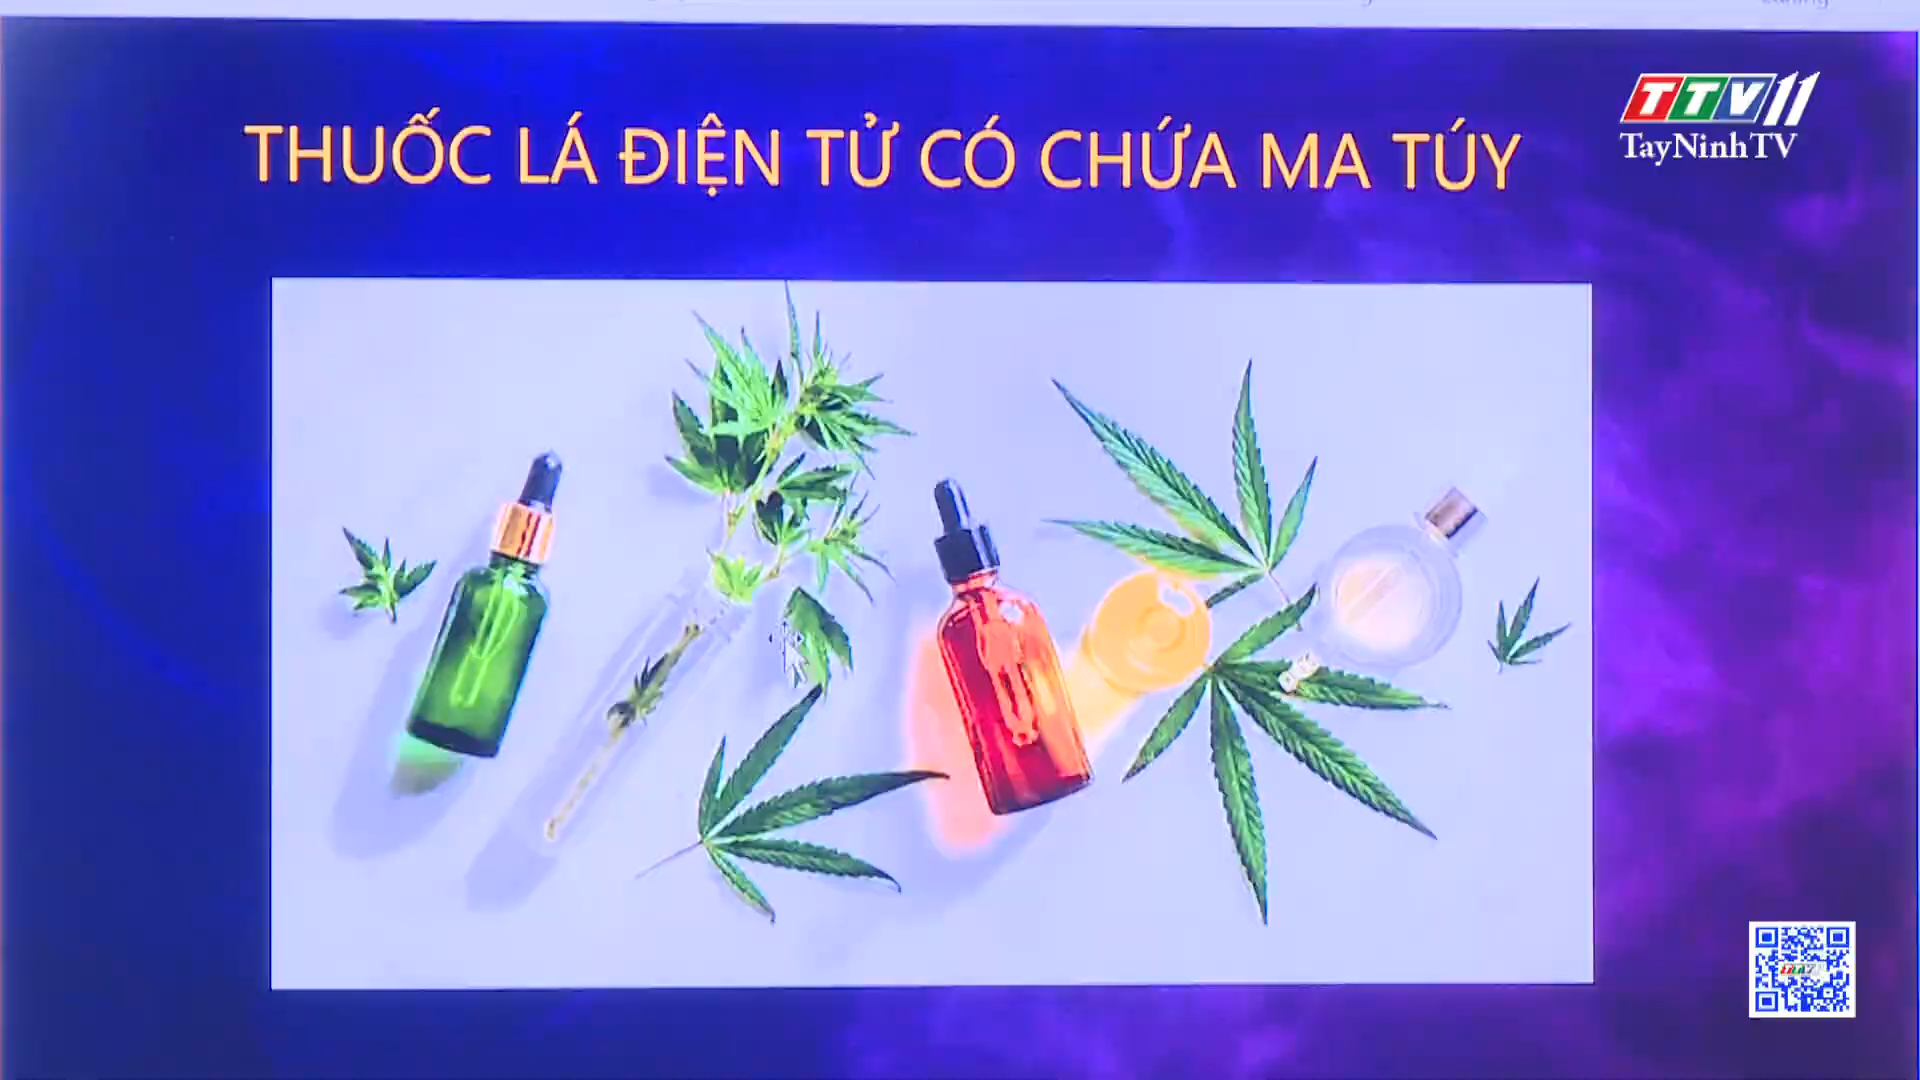 THUỐC LÁ ĐIỆN TỬ CÓ CHỨA MA TÚY
TTV11
TayNinhTV